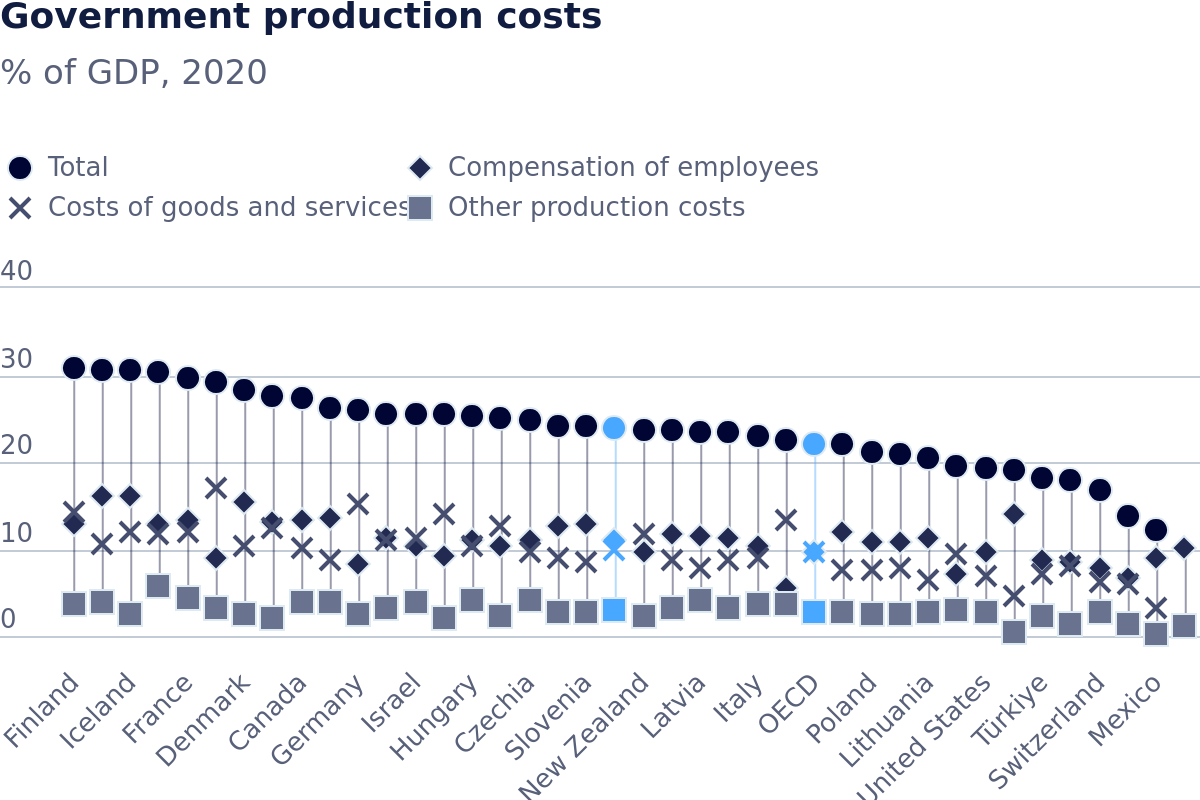 Government production costs
% of GDP, 2020
Total
Compensation of employees
Costs of goods and services
Other production costs
40
30
20
10
0
Finland
Iceland
France
Denmark
Canada
Germany
Israel
Hungary
Czechia
Slovenia
New Zealand
Latvia
Italy
OECD
Poland
Lithuania
United States
Türkiye
Switzerland
Mexico